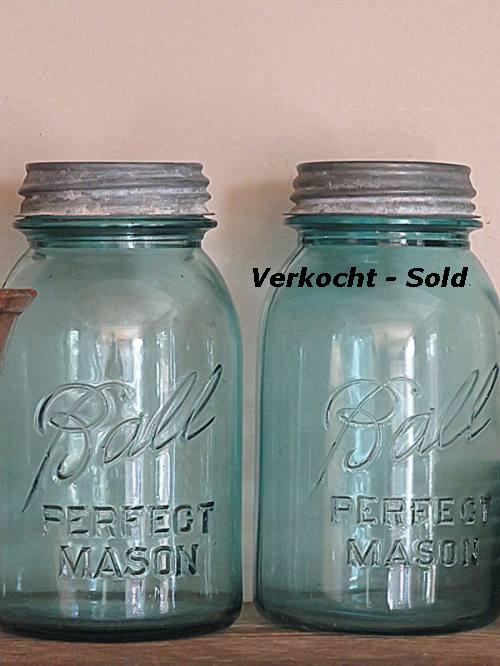 Verkocht - Sold
Ball
PERFECT
MASON
Ball
PERFECT
MASON